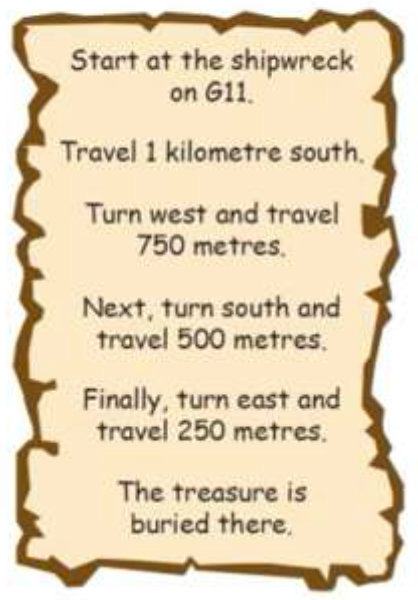 Start at the shipwreck
on G11.
Travel 1 kilometre south.
Turn west and travel
750 metres.
Next, turn south and
travel 500 metres.
Finally, turn east and
travel 250 metres.
The treasure is
buried there.